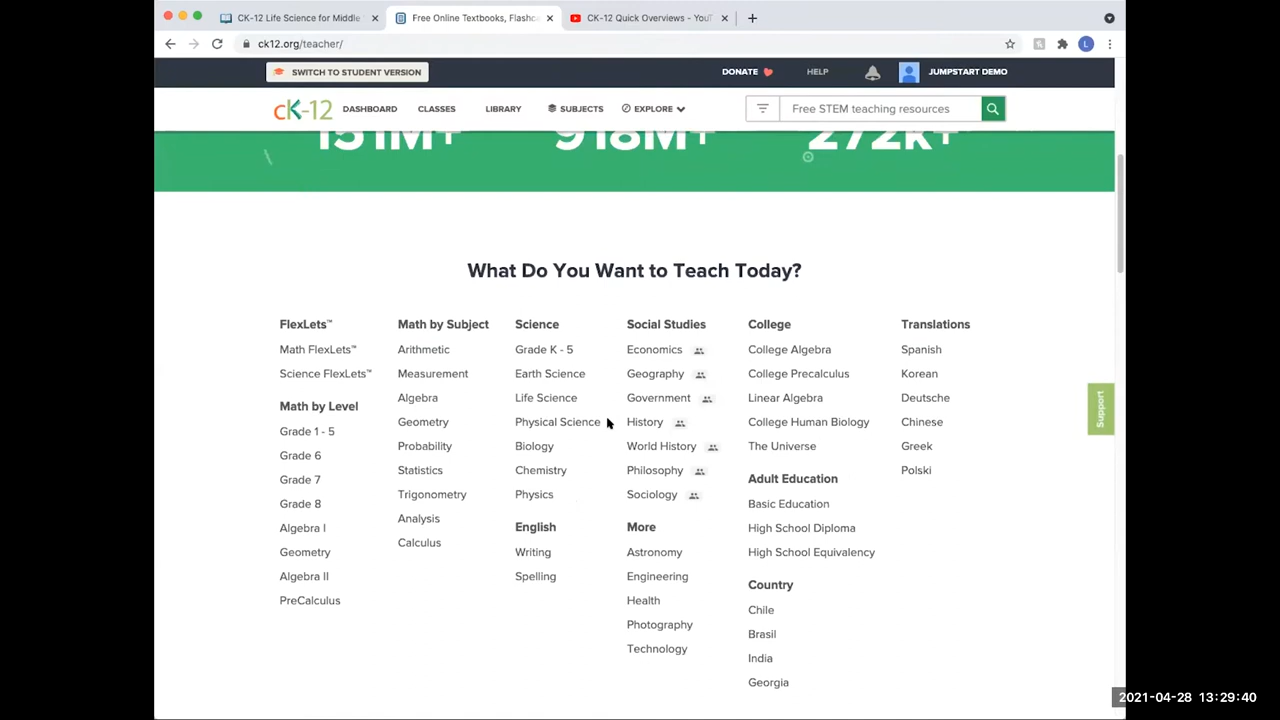 CK-12 Life Science for Middle
Free Online Textbooks, Flashca
CK-12 Quick Overviews - YouT
ck12.org/teacher/
SWITCH TO STUDENT VERSION
DONATE HELP JUMPSTART DEMO
cK-12 DASHBOARD CLASSES LIBRARY SUBJECTS EXPLORE Free STEM teaching resources
151M+ 918M+ 272k+
What Do You Want to Teach Today?
FlexLets™
Math FlexLets™
Science FlexLets™
Math by Level
Grade 1 - 5
Grade 6
Grade 7
Grade 8
Algebra I
Geometry
Algebra II
PreCalculus
Math by Subject
Arithmetic
Measurement
Algebra
Geometry
Probability
Statistics
Trigonometry
Analysis
Calculus
Science
Grade K - 5
Earth Science
Life Science
Physical Science
Biology
Chemistry
Physics
English
Writing
Spelling
Social Studies
Economics
Geography
Government
History
World History
Philosophy
Sociology
More
Astronomy
Engineering
Health
Photography
Technology
College
College Algebra
College Precalculus
Linear Algebra
College Human Biology
The Universe
Adult Education
Basic Education
High School Diploma
High School Equivalency
Country
Chile
Brasil
India
Georgia
Translations
Spanish
Korean
Deutsche
Chinese
Greek
Polski
Support
L
2021-04-28 13:29:40